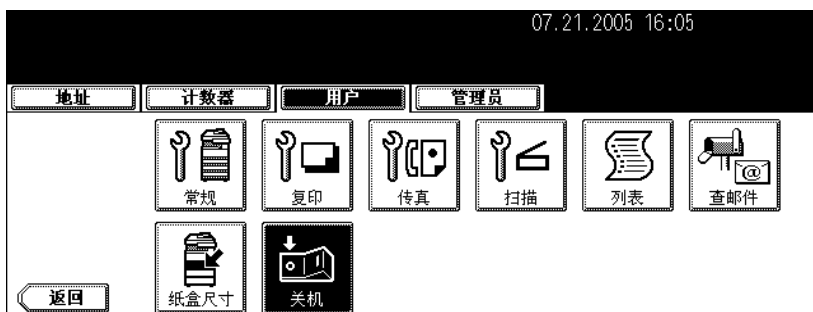 07.21.2005 16:05
地址 计数器 用户 管理员
常规 复印 传真 扫描 列表 查邮件
@
纸盒尺寸 关机
返回